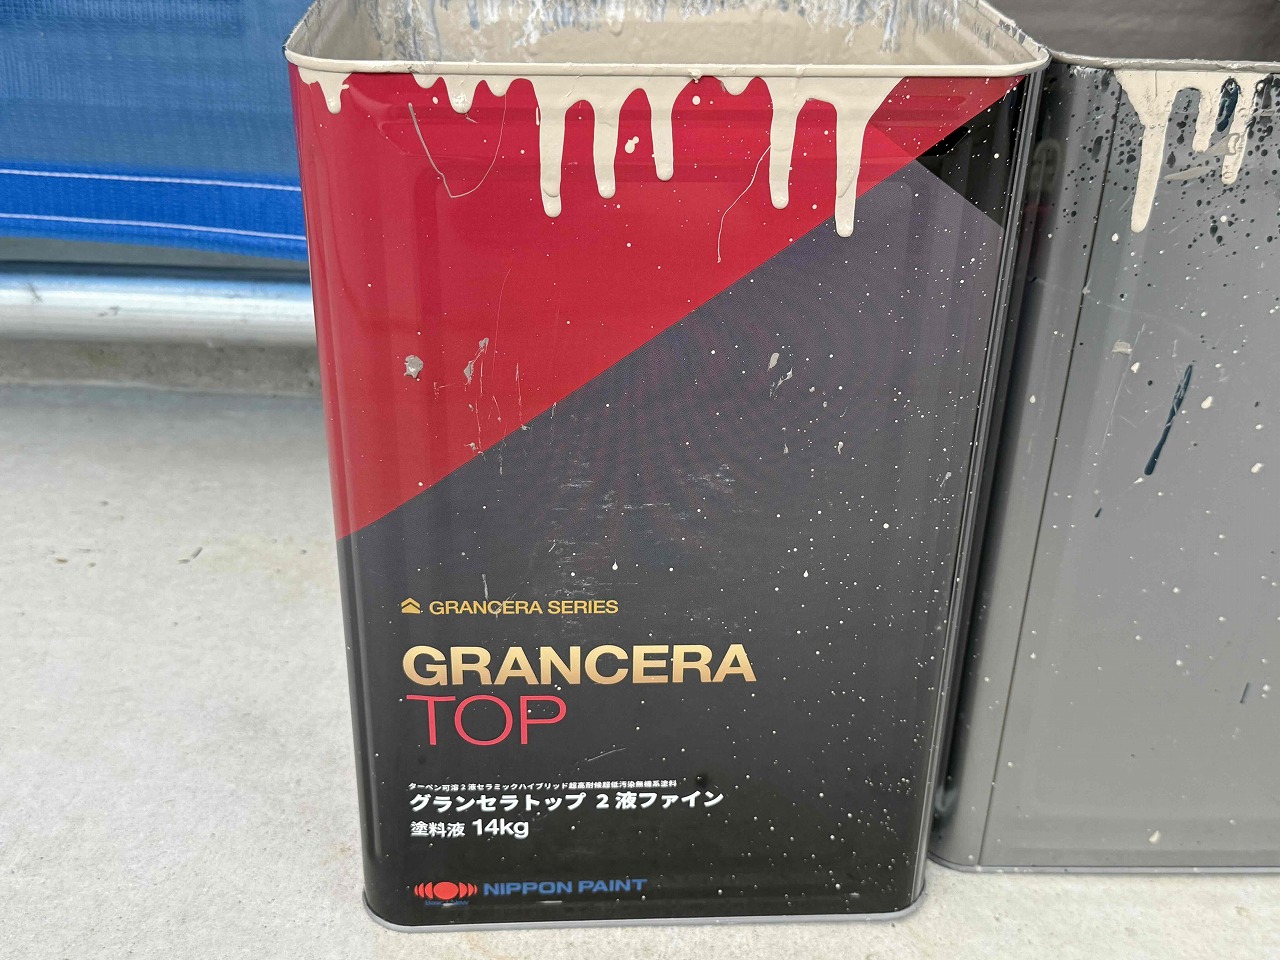 GRANCERA SERIES
GRANCERA
TOP
ターペン可溶2液セラミックハイブリッド超高耐候超低汚染無機系塗料
グランセラトップ 2液ファイン
塗料液 14kg
NIPPON PAINT